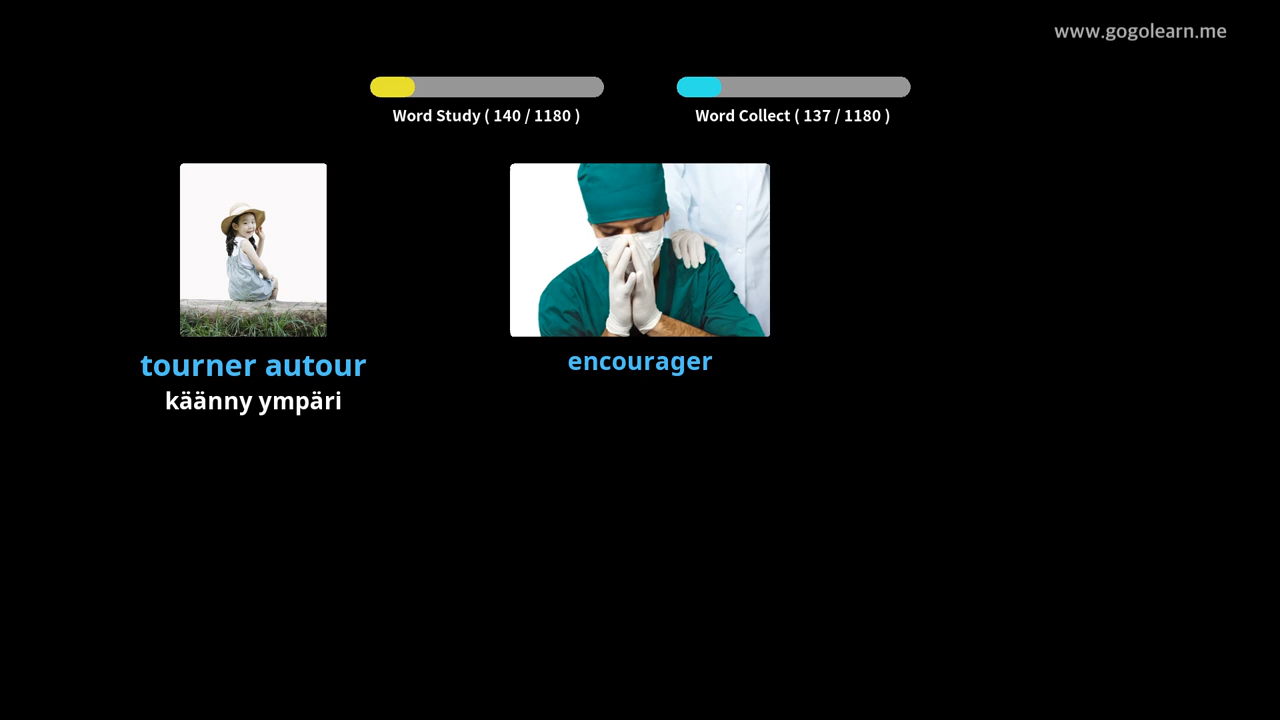 www.gogolearn.me
Word Study ( 140 / 1180 )
Word Collect ( 137 / 1180 )
tourner autour
käänny ympäri
encourager